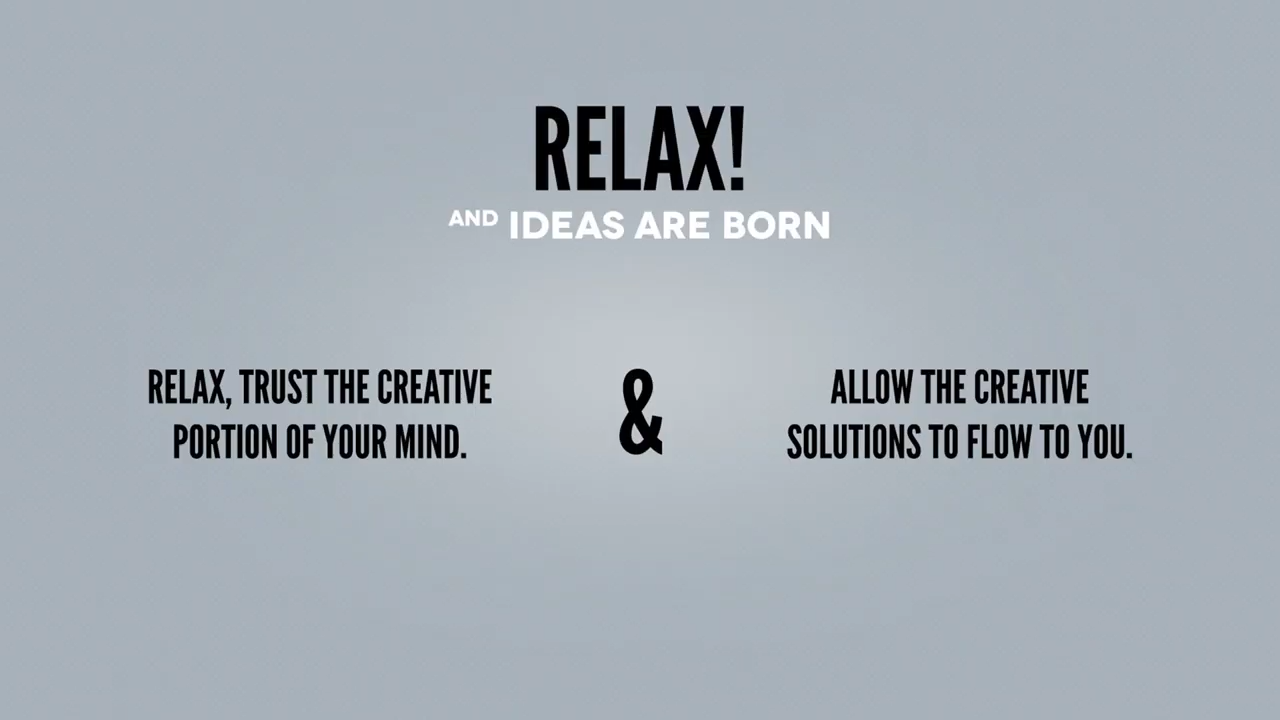 RELAX!
AND IDEAS ARE BORN
RELAX, TRUST THE CREATIVE
PORTION OF YOUR MIND.
&
ALLOW THE CREATIVE
SOLUTIONS TO FLOW TO YOU.